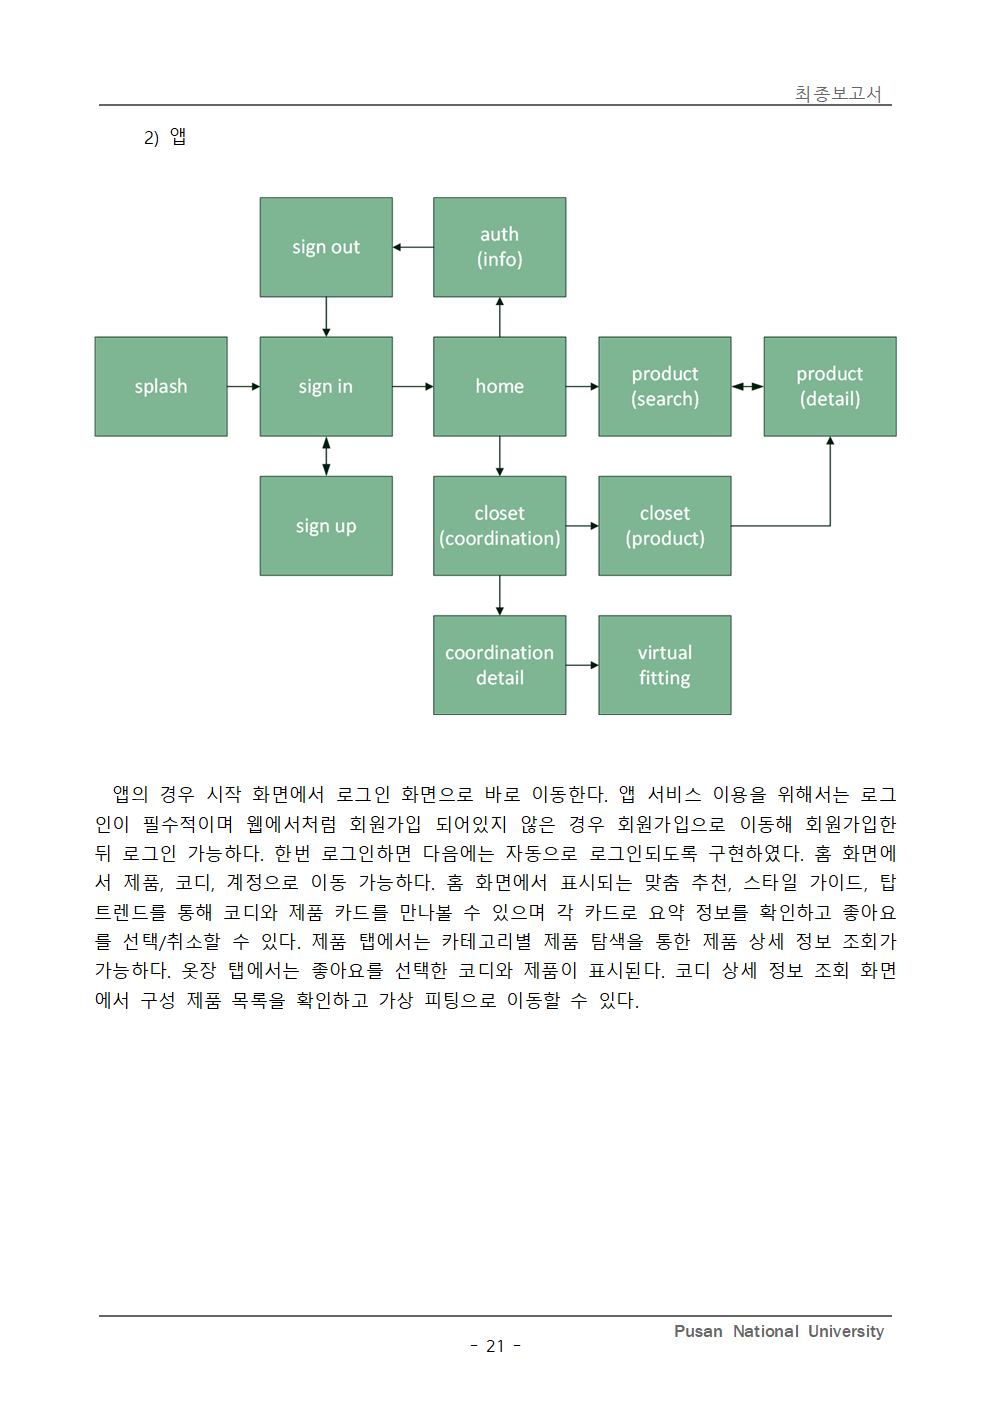 최종보고서
2) 앱
sign out
auth
(info)
splash
sign in
home
product
(search)
product
(detail)
sign up
closet
(coordination)
closet
(product)
coordination
detail
virtual
fitting
앱의 경우 시작 화면에서 로그인 화면으로 바로 이동한다. 앱 서비스 이용을 위해서는 로그
인이 필수적이며 웹에서처럼 회원가입 되어있지 않은 경우 회원가입으로 이동해 회원가입한
뒤 로그인 가능하다. 한번 로그인하면 다음에는 자동으로 로그인되도록 구현하였다. 홈 화면에
서 제품, 코디, 계정으로 이동 가능하다. 홈 화면에서 표시되는 맞춤 추천, 스타일 가이드, 탑
트렌드를 통해 코디와 제품 카드를 만나볼 수 있으며 각 카드로 요약 정보를 확인하고 좋아요
를 선택/취소할 수 있다. 제품 탭에서는 카테고리별 제품 탐색을 통한 제품 상세 정보 조회가
가능하다. 옷장 탭에서는 좋아요를 선택한 코디와 제품이 표시된다. 코디 상세 정보 조회 화면
에서 구성 제품 목록을 확인하고 가상 피팅으로 이동할 수 있다.
Pusan National University
- 21 -